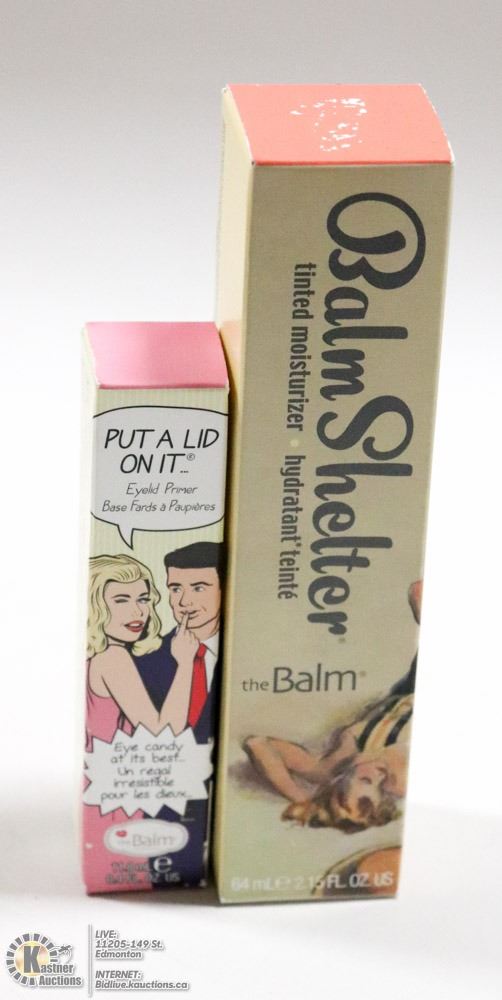 PUT A LID
ON IT®...
Eyelid Primer
Base Fards à Paupières
Eye candy
at its best...
Un régal
irresistible
pour les dieux...
the Balm®
BalmShelter®
tinted moisturizer • hydratant teinté
the Balm®
64 mL e 2.15 FL. OZ. US
Kastner
Auctions
LIVE:
11205-149 St.
Edmonton
INTERNET:
Bidlive.kauctions.ca